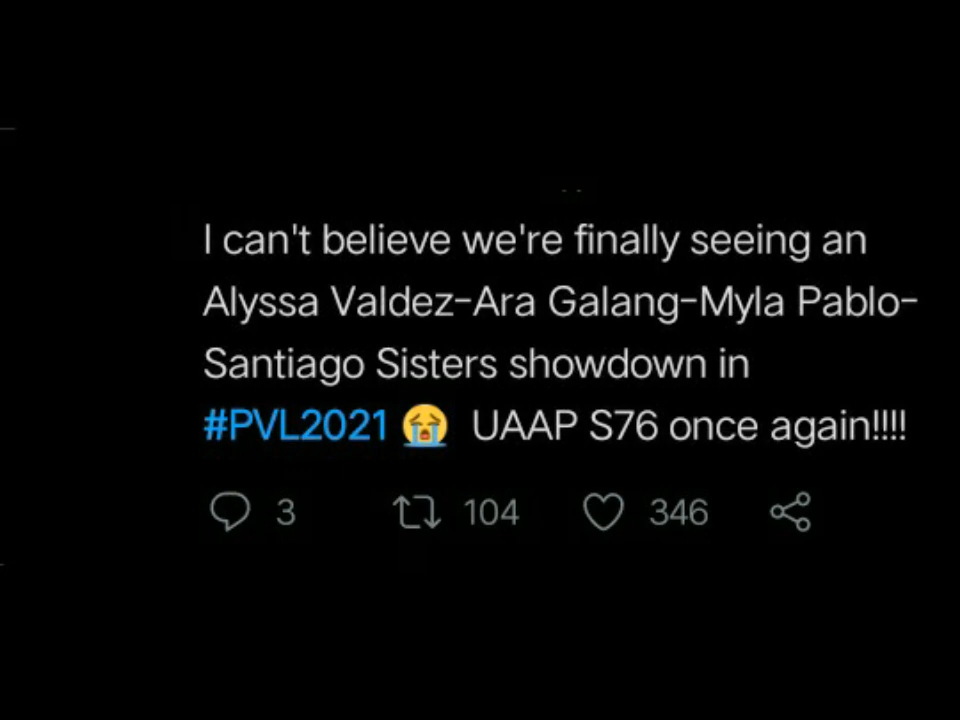 I can't believe we're finally seeing an
Alyssa Valdez-Ara Galang-Myla Pablo-
Santiago Sisters showdown in
#PVL2021 😭 UAAP S76 once again!!!!
3 104 346